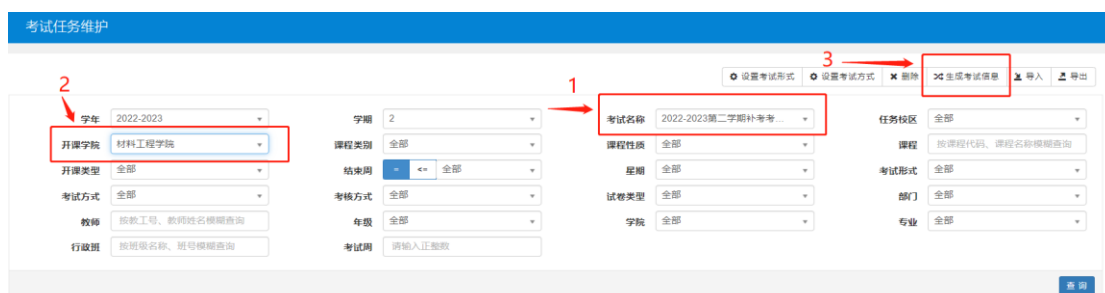 考试任务维护
3
设置考试形式 设置考试方式 删除 生成考试信息 导入 导出
2 1
学年 2022-2023 学期 2 考试名称 2022-2023第二学期补考考... 任务校区 全部
开课学院 材料工程学院 课程类别 全部 课程性质 全部 课程 按课程代码、课程名称模糊查询
开课类型 全部 结束周 = <= 全部 星期 全部 考试形式 全部
考试方式 全部 考核方式 全部 试卷类型 全部 部门 全部
教师 按教工号、教师姓名模糊查询 年级 全部 学院 全部 专业 全部
行政班 按班级名称、班号模糊查询 考试周 请输入正整数
查 询